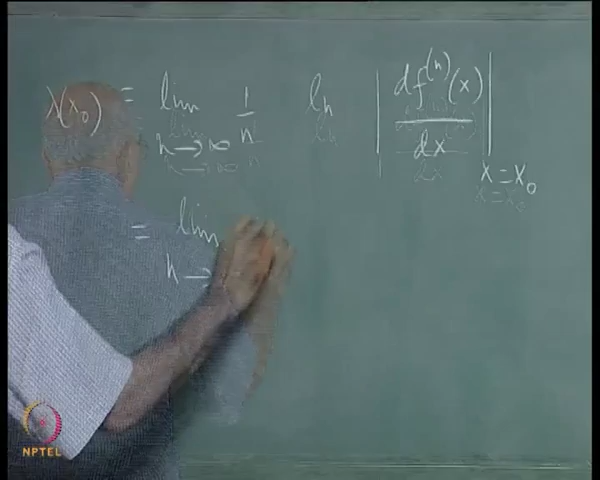 λ(x₀) = lim n→∞ 1/n ln |df⁽ⁿ⁾(x)/dx| x=x₀
= lim n→
NPTEL